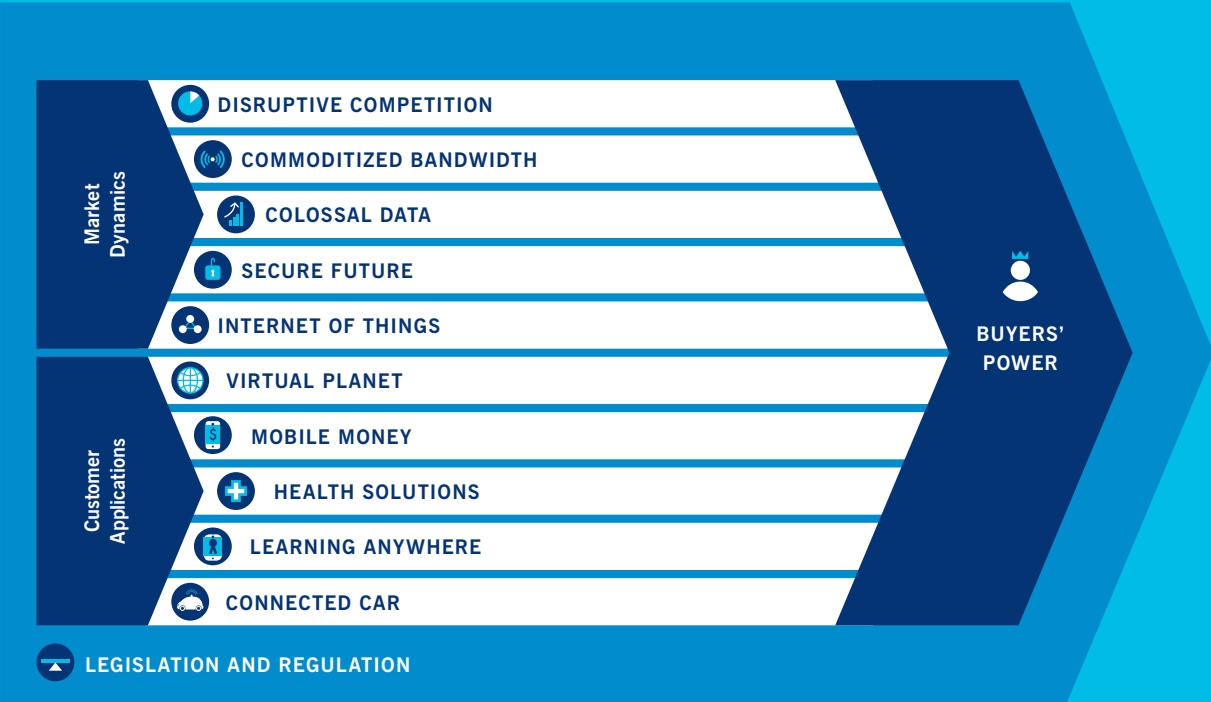 Market
Dynamics
DISRUPTIVE COMPETITION
COMMODITIZED BANDWIDTH
COLOSSAL DATA
SECURE FUTURE
INTERNET OF THINGS
Customer
Applications
VIRTUAL PLANET
$
MOBILE MONEY
HEALTH SOLUTIONS
LEARNING ANYWHERE
CONNECTED CAR
BUYERS’
POWER
LEGISLATION AND REGULATION